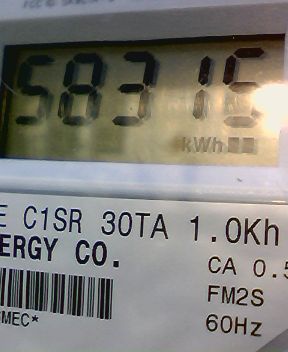 58315
kWh
E C1SR 30TA 1.0Kh
ERGY CO.
CA 0.5
FM2S
MEC*
60Hz